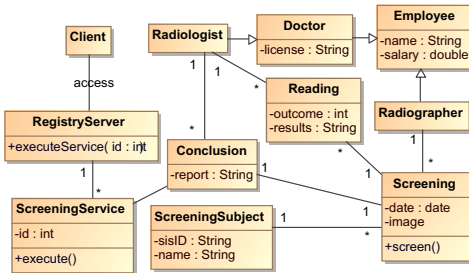 Client
Radiologist
Doctor
-license : String
Employee
-name : String
-salary : double
access
1
1
*
Reading
-outcome : int
-results : String
Radiographer
RegistryServer
+executeService( id : int)
1
*
*
*
1
*
Conclusion
-report : String
1
1
1
*
ScreeningService
-id : int
+execute()
ScreeningSubject
-sisID : String
-name : String
1
*
Screening
-date : date
-image
+screen()